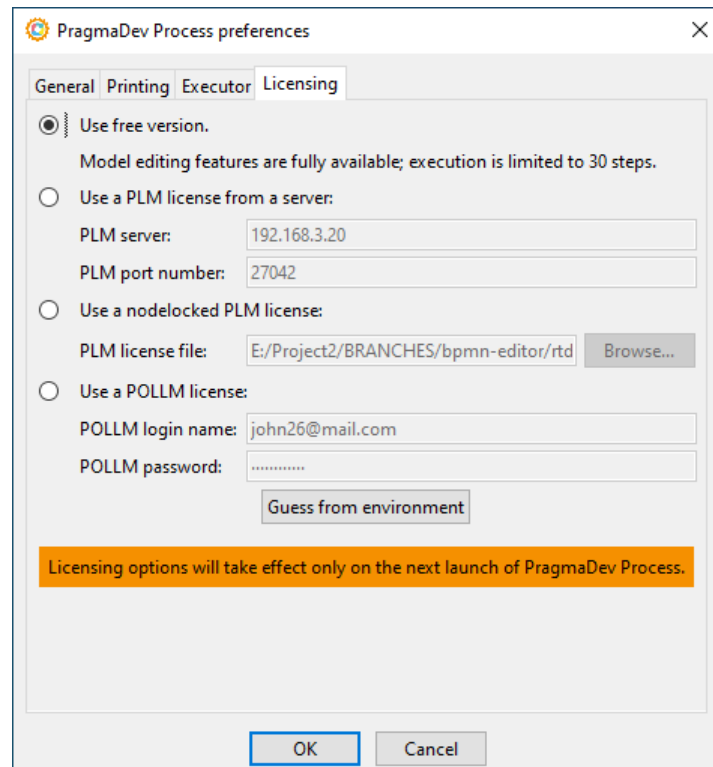 PragmaDev Process preferences
General Printing Executor Licensing
Use free version.
Model editing features are fully available; execution is limited to 30 steps.
Use a PLM license from a server:
PLM server: 192.168.3.20
PLM port number: 27042
Use a nodelocked PLM license:
PLM license file: E:/Project2/BRANCHES/bpmn-editor/rtd Browse...
Use a POLLM license:
POLLM login name: john26@mail.com
POLLM password: ............
Guess from environment
Licensing options will take effect only on the next launch of PragmaDev Process.
OK Cancel